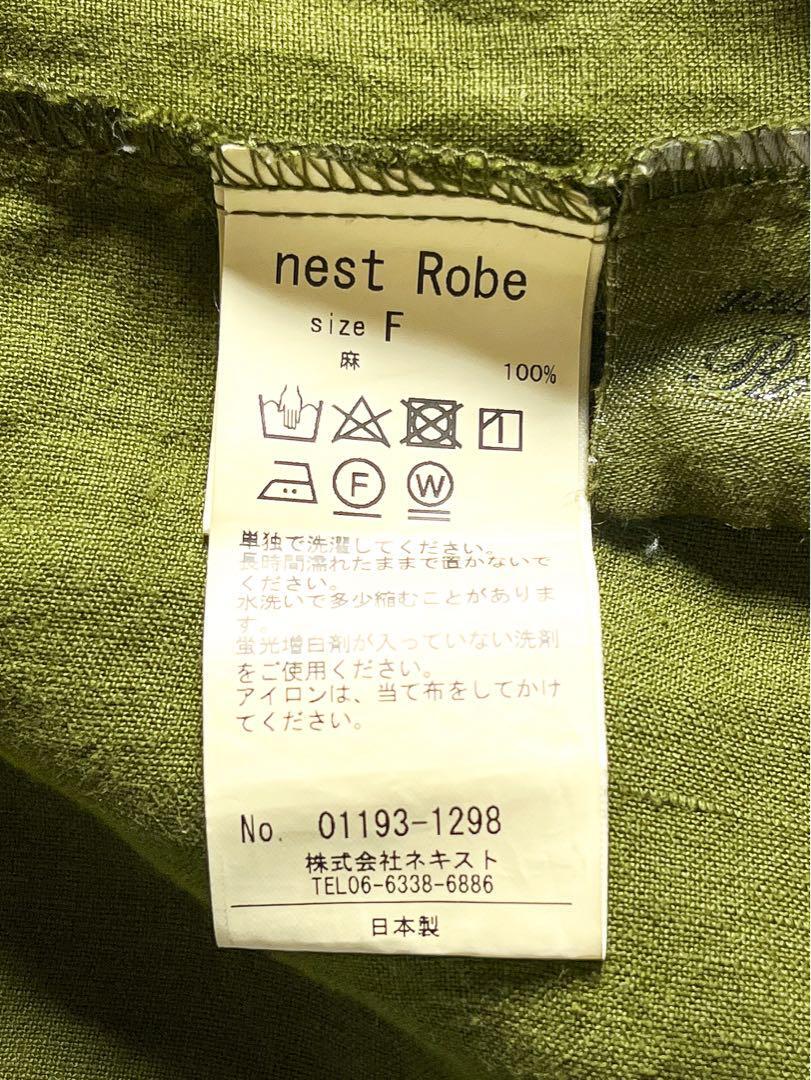 nest Robe
size F
麻 100%
1
F W
単独で洗濯してください。
長時間濡れたままで置かないで
ください。
水洗いで多少縮むことがありま
す。
蛍光増白剤が入っていない洗剤
をご使用ください。
アイロンは、当て布をしてかけ
てください。
No. 01193-1298
株式会社ネキスト
TEL06-6338-6886
日本製